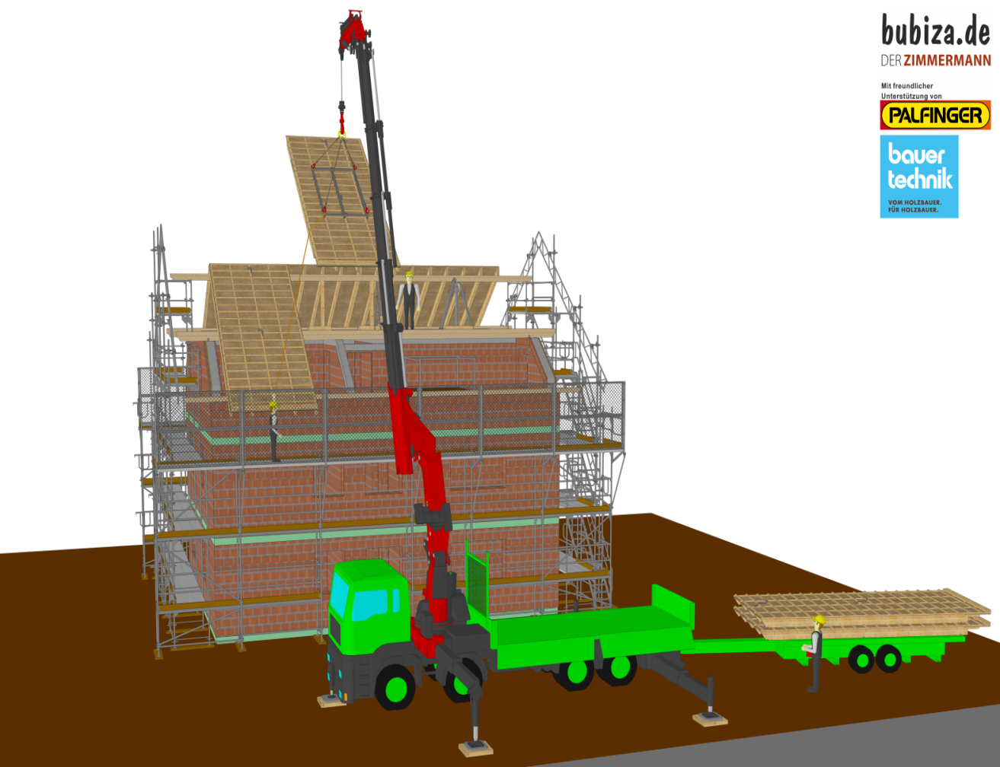 bubiza.de
DER ZIMMERMANN
Mit freundlicher
Unterstützung von
PALFINGER
bauer
technik
VOM HOLZBAUER.
FÜR HOLZBAUER.